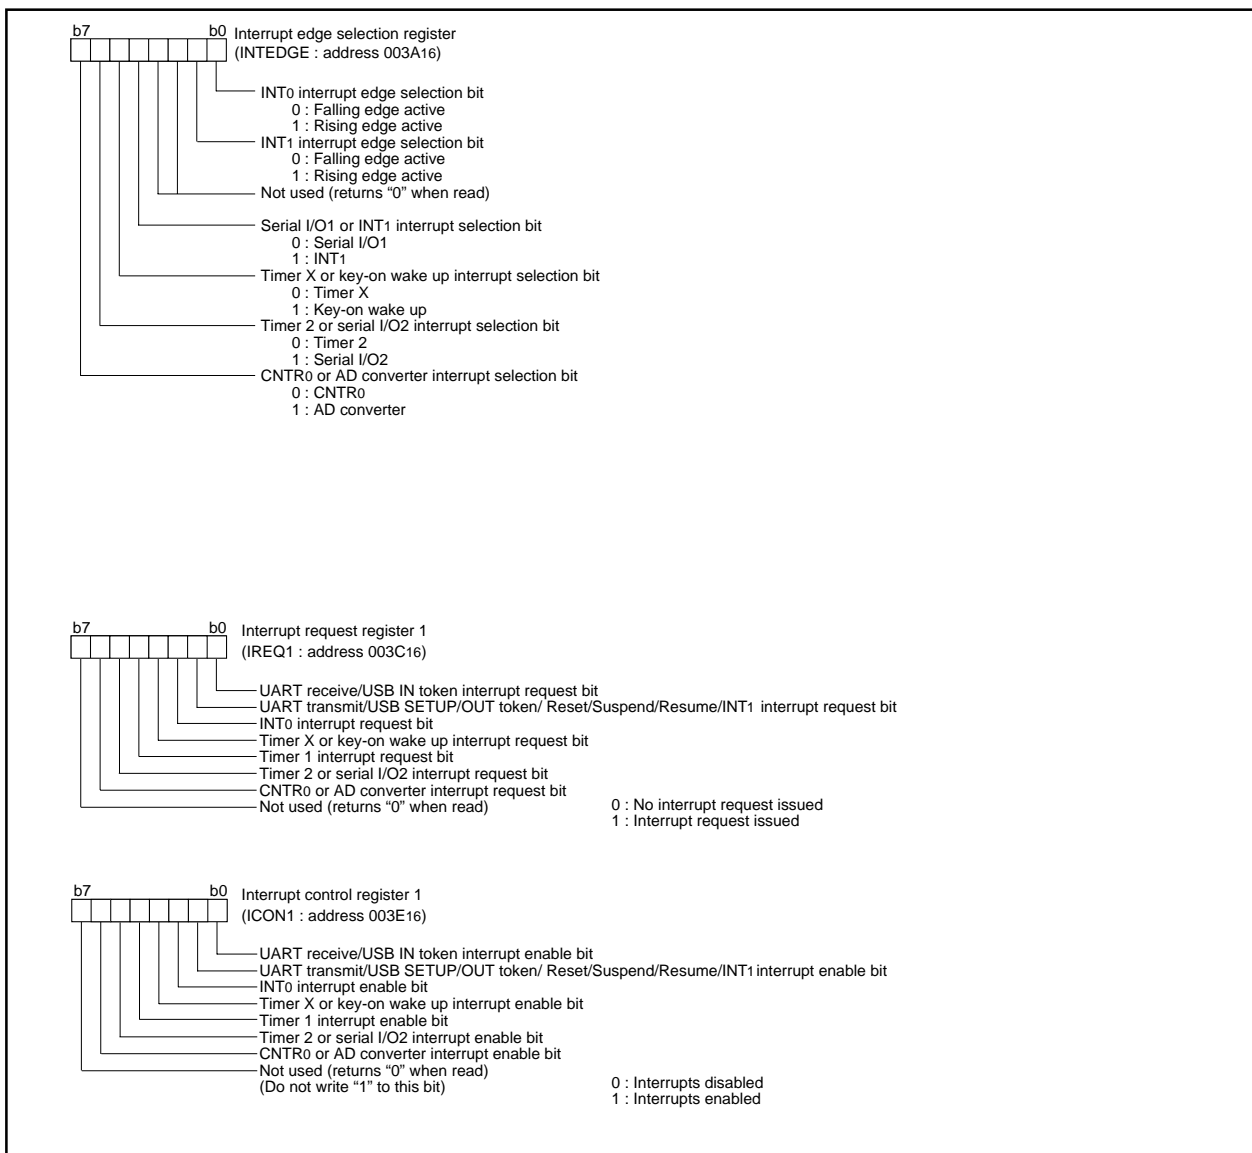 b7 b0 Interrupt edge selection register
(INTEDGE : address 003A16)
INT0 interrupt edge selection bit
0 : Falling edge active
1 : Rising edge active
INT1 interrupt edge selection bit
0 : Falling edge active
1 : Rising edge active
Not used (returns “0” when read)
Serial I/O1 or INT1 interrupt selection bit
0 : Serial I/O1
1 : INT1
Timer X or key-on wake up interrupt selection bit
0 : Timer X
1 : Key-on wake up
Timer 2 or serial I/O2 interrupt selection bit
0 : Timer 2
1 : Serial I/O2
CNTR0 or AD converter interrupt selection bit
0 : CNTR0
1 : AD converter
b7 b0 Interrupt request register 1
(IREQ1 : address 003C16)
UART receive/USB IN token interrupt request bit
UART transmit/USB SETUP/OUT token/ Reset/Suspend/Resume/INT1 interrupt request bit
INT0 interrupt request bit
Timer X or key-on wake up interrupt request bit
Timer 1 interrupt request bit
Timer 2 or serial I/O2 interrupt request bit
CNTR0 or AD converter interrupt request bit
Not used (returns “0” when read)
0 : No interrupt request issued
1 : Interrupt request issued
b7 b0 Interrupt control register 1
(ICON1 : address 003E16)
UART receive/USB IN token interrupt enable bit
UART transmit/USB SETUP/OUT token/ Reset/Suspend/Resume/INT1 interrupt enable bit
INT0 interrupt enable bit
Timer X or key-on wake up interrupt enable bit
Timer 1 interrupt enable bit
Timer 2 or serial I/O2 interrupt enable bit
CNTR0 or AD converter interrupt enable bit
Not used (returns “0” when read)
(Do not write “1” to this bit)
0 : Interrupts disabled
1 : Interrupts enabled